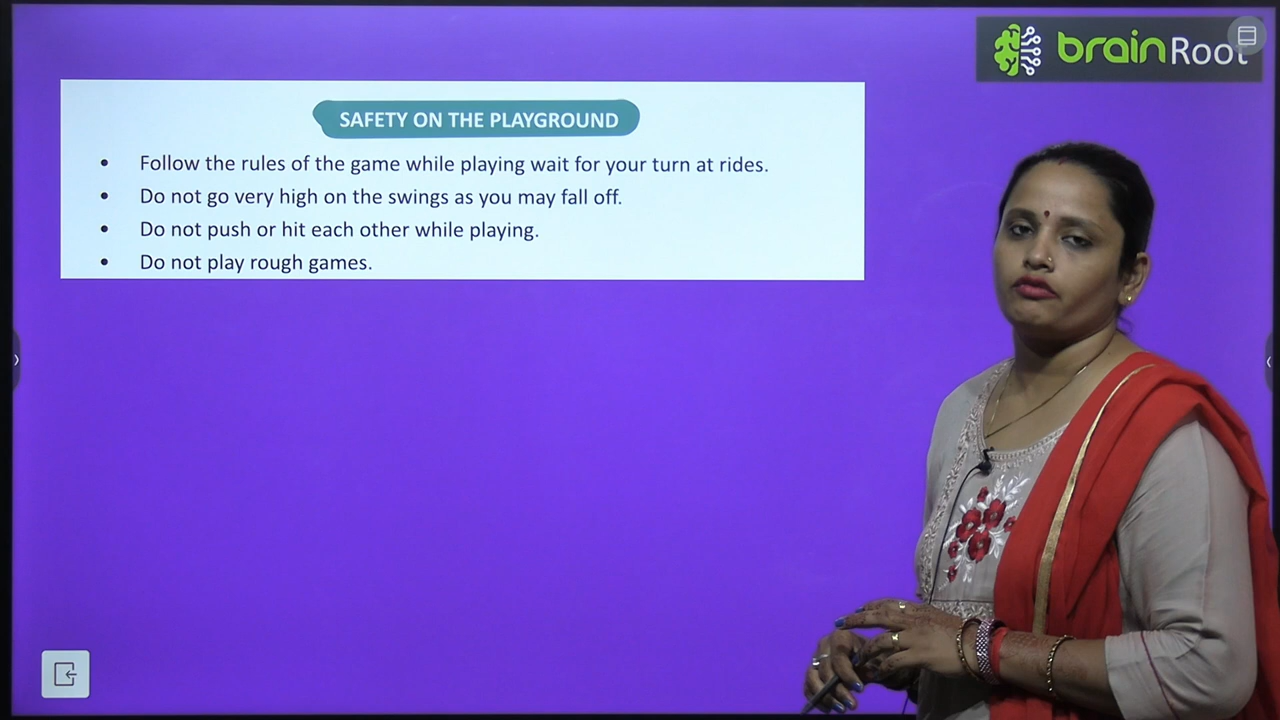 brainRoot
SAFETY ON THE PLAYGROUND
• Follow the rules of the game while playing wait for your turn at rides.
• Do not go very high on the swings as you may fall off.
• Do not push or hit each other while playing.
• Do not play rough games.